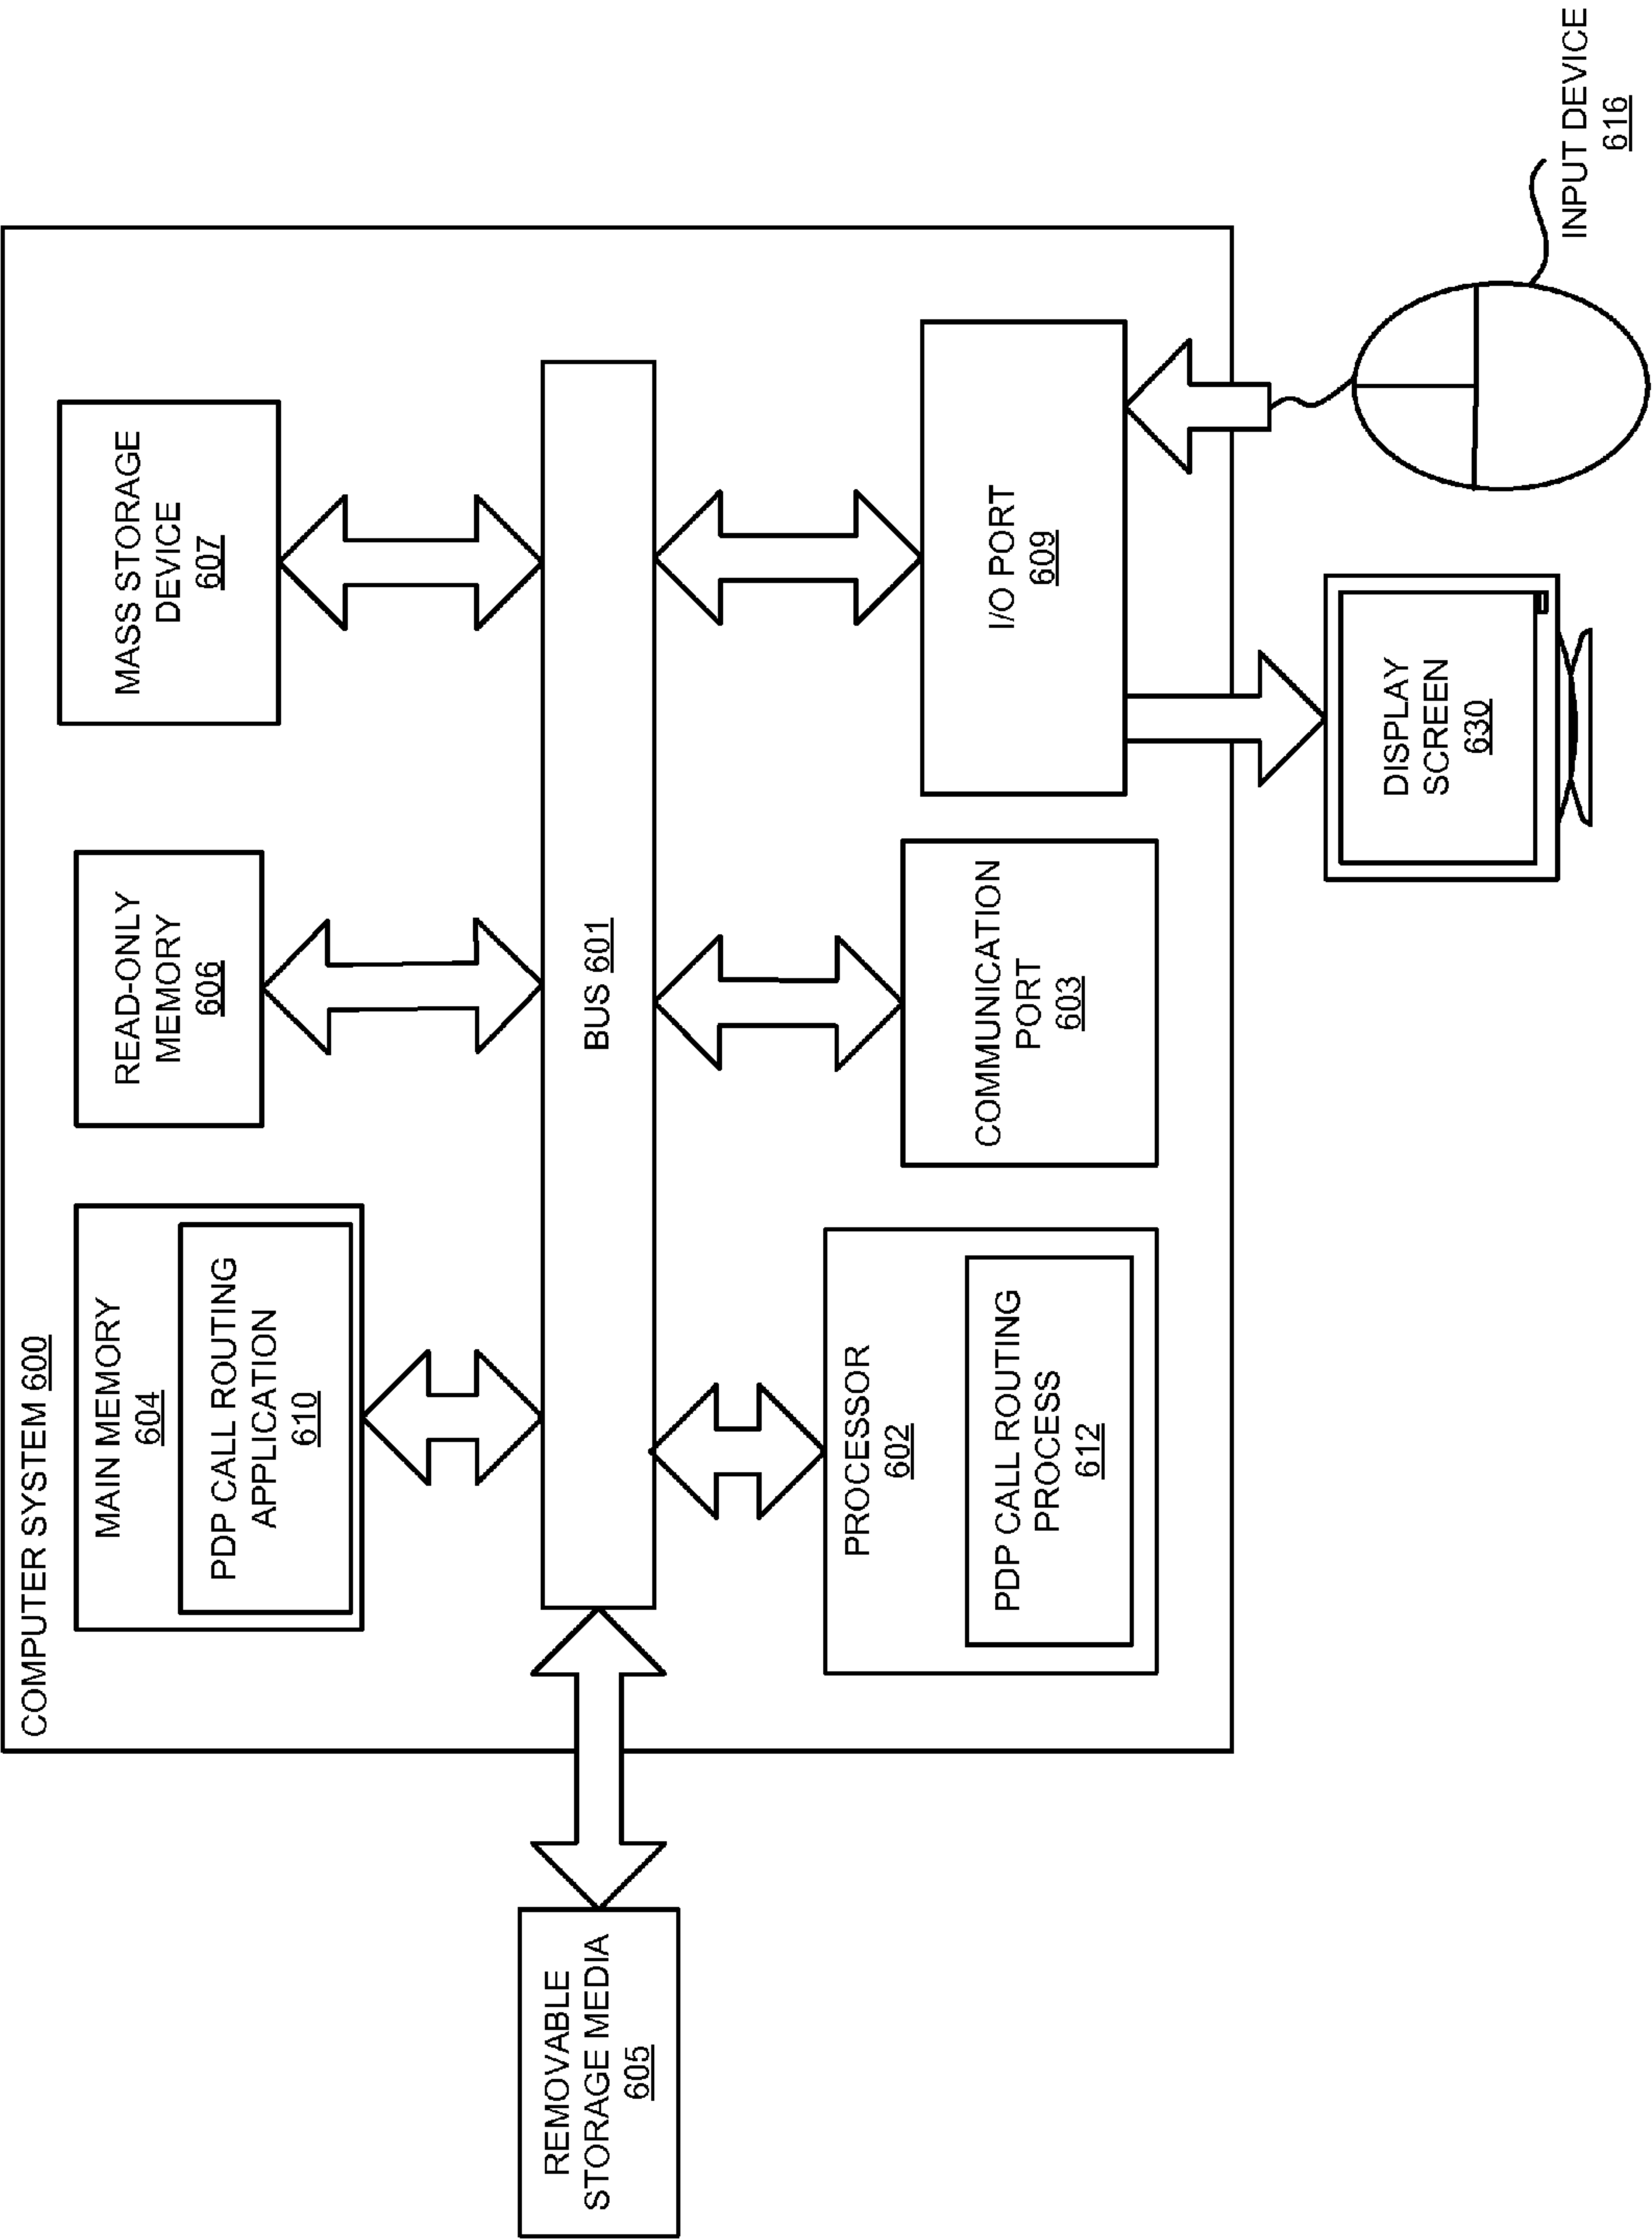 COMPUTER SYSTEM 600
MAIN MEMORY
604
PDP CALL ROUTING
APPLICATION
610
READ-ONLY
MEMORY
606
MASS STORAGE
DEVICE
607
REMOVABLE
STORAGE MEDIA
605
BUS 601
PROCESSOR
602
PDP CALL ROUTING
PROCESS
612
COMMUNICATION
PORT
603
I/O PORT
609
DISPLAY
SCREEN
630
INPUT DEVICE
616